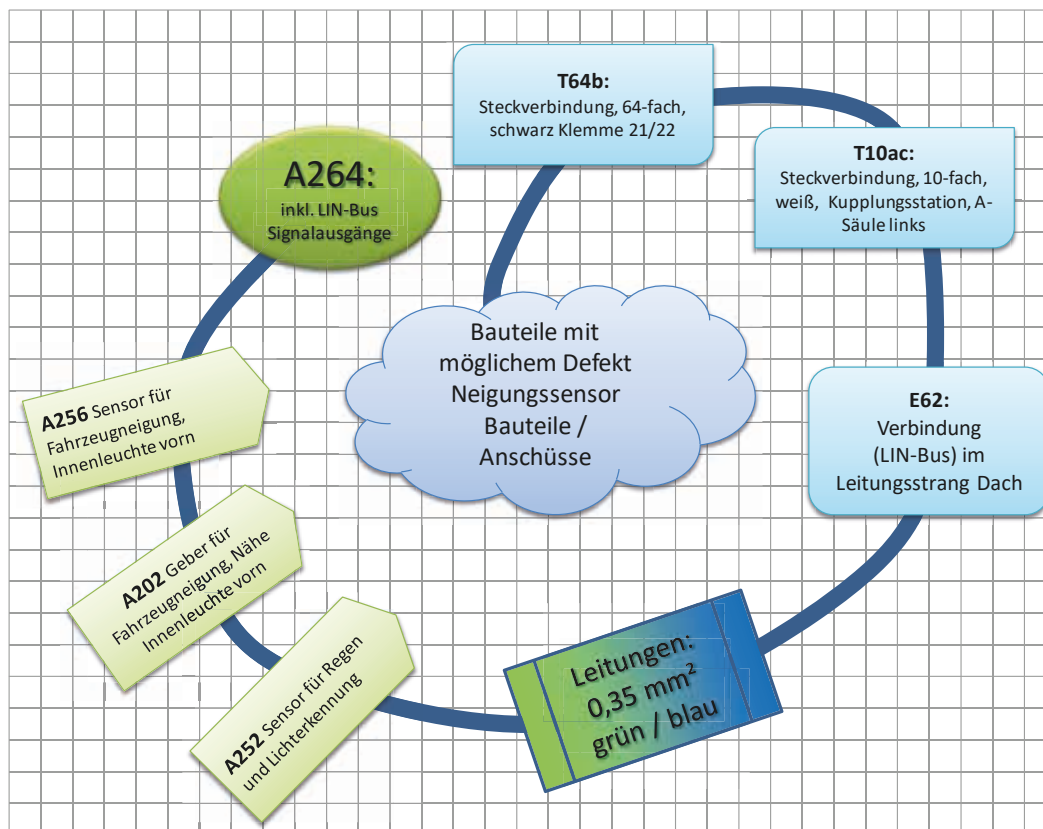 T64b:
Steckverbindung, 64-fach,
schwarz Klemme 21/22
T10ac:
Steckverbindung, 10-fach,
weiß, Kupplungsstation, A-
Säule links
A264:
inkl. LIN-Bus
Signalausgänge
Bauteile mit
möglichem Defekt
Neigungssensor
Bauteile /
Anschüsse
E62:
Verbindung
(LIN-Bus) im
Leitungsstrang Dach
A256 Sensor für
Fahrzeugneigung,
Innenleuchte vorn
A202 Geber für
Fahrzeugneigung, Nähe
Innenleuchte vorn
A252 Sensor für Regen
und Lichterkennung
Leitungen:
0,35 mm²
grün / blau